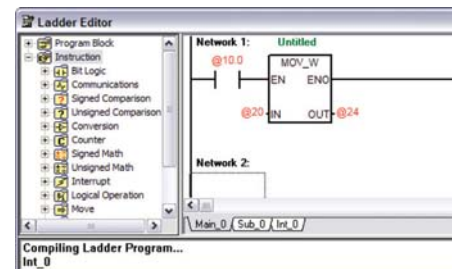 Ladder Editor
Program Block
Instruction
Bit Logic
Communications
Signed Comparison
Unsigned Comparison
Conversion
Counter
Signed Math
Unsigned Math
Interrupt
Logical Operation
Move
Network 1: Untitled
@10.0
MOV_W
EN ENO
@20 IN OUT @24
Network 2:
Main_0 Sub_0 Int_0
Compiling Ladder Program...
Int_0